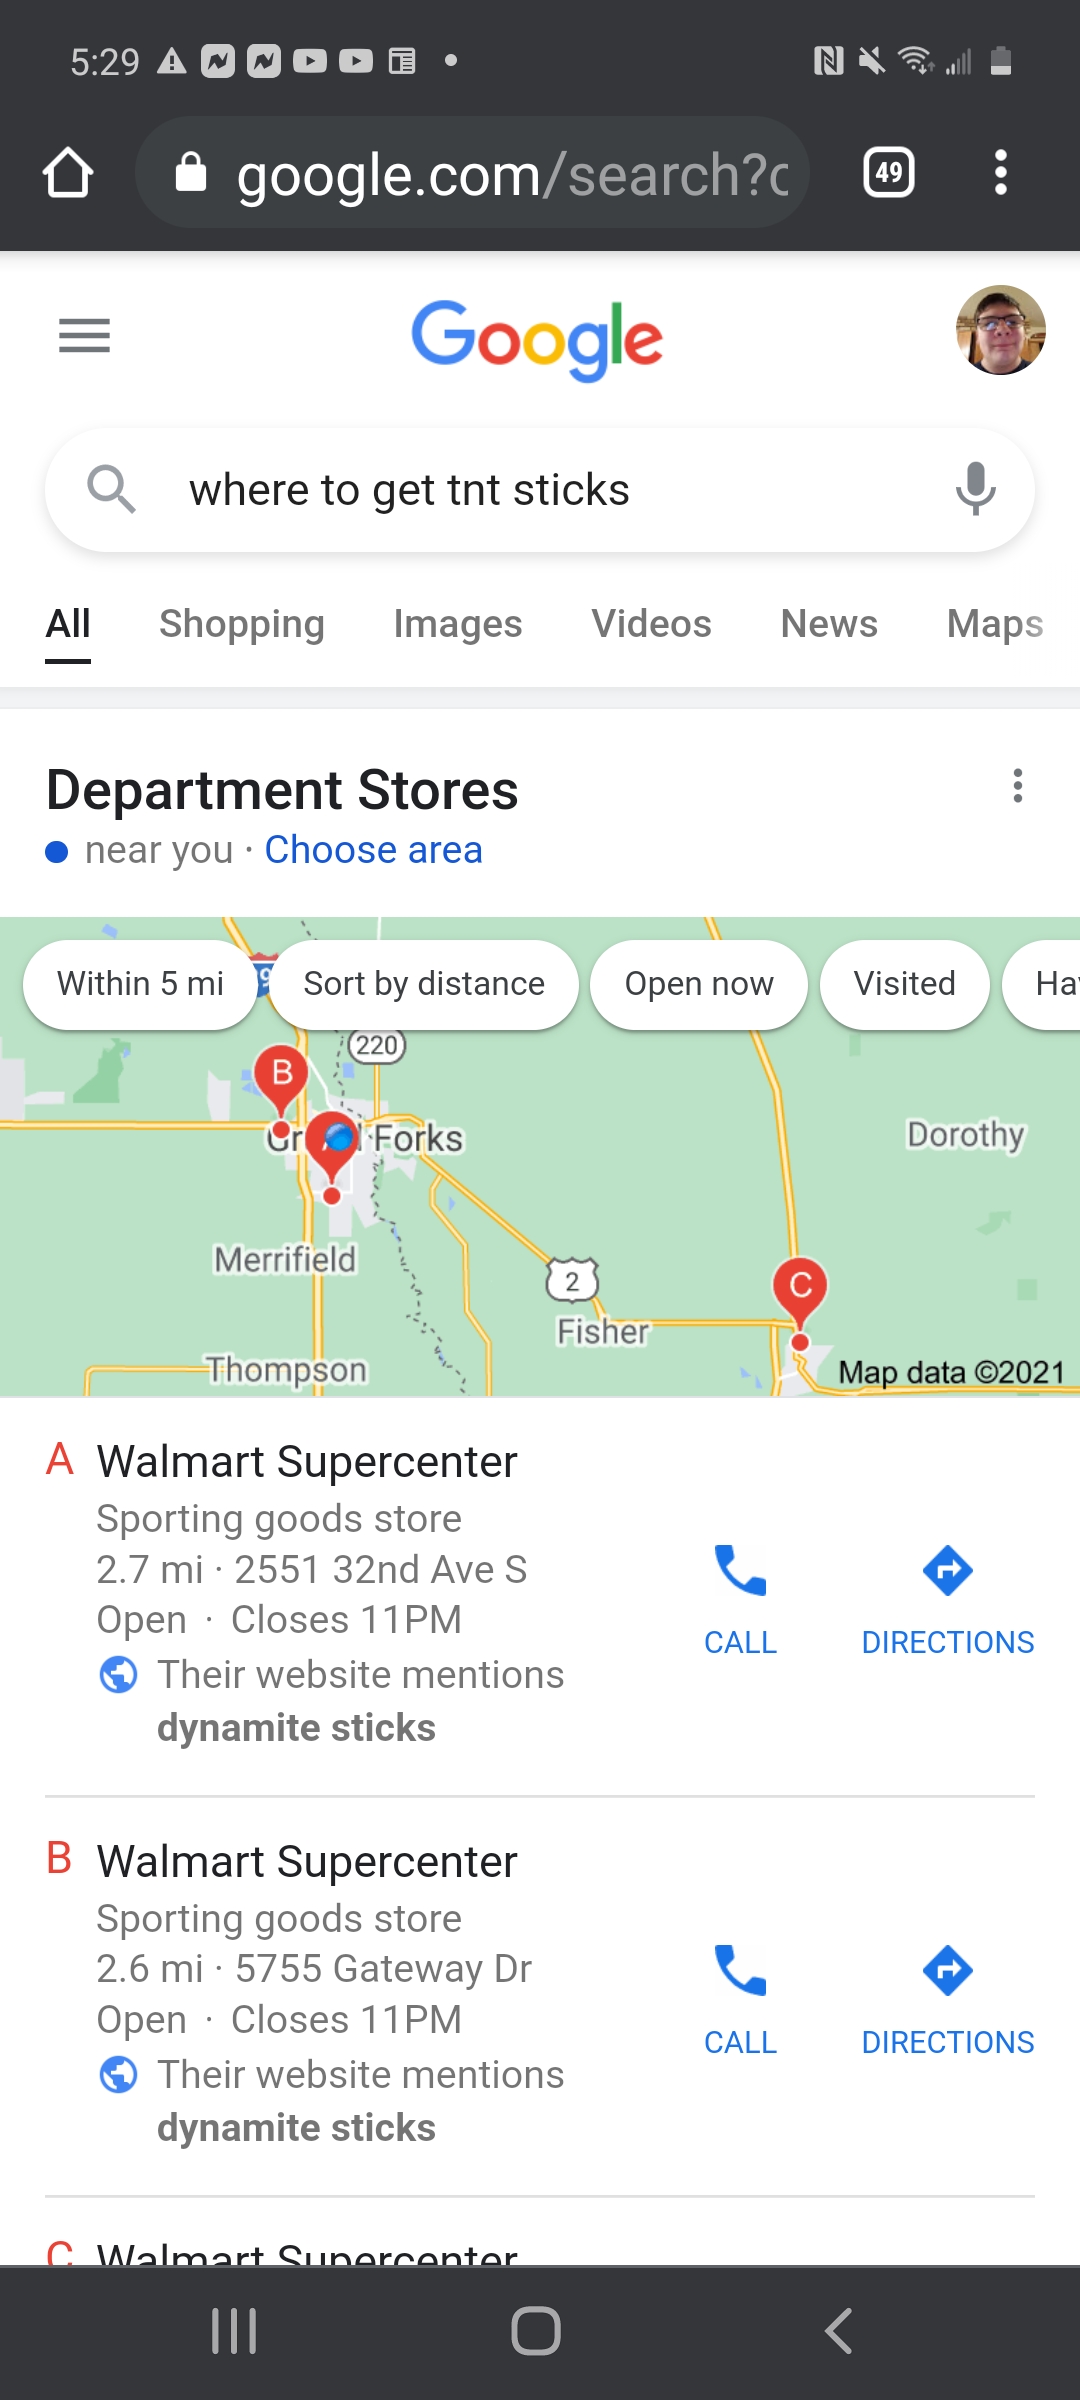 5:29
google.com/search?c
49
Google
where to get tnt sticks
All Shopping Images Videos News Maps
Department Stores
near you · Choose area
Within 5 mi Sort by distance Open now Visited
220
B
Forks
Dorothy
Merrifield
2
C
Fisher
Thompson
Map data ©2021
A Walmart Supercenter
Sporting goods store
2.7 mi · 2551 32nd Ave S
Open · Closes 11PM
CALL DIRECTIONS
Their website mentions
dynamite sticks
B Walmart Supercenter
Sporting goods store
2.6 mi · 5755 Gateway Dr
Open · Closes 11PM
CALL DIRECTIONS
Their website mentions
dynamite sticks
C Walmart Supercenter